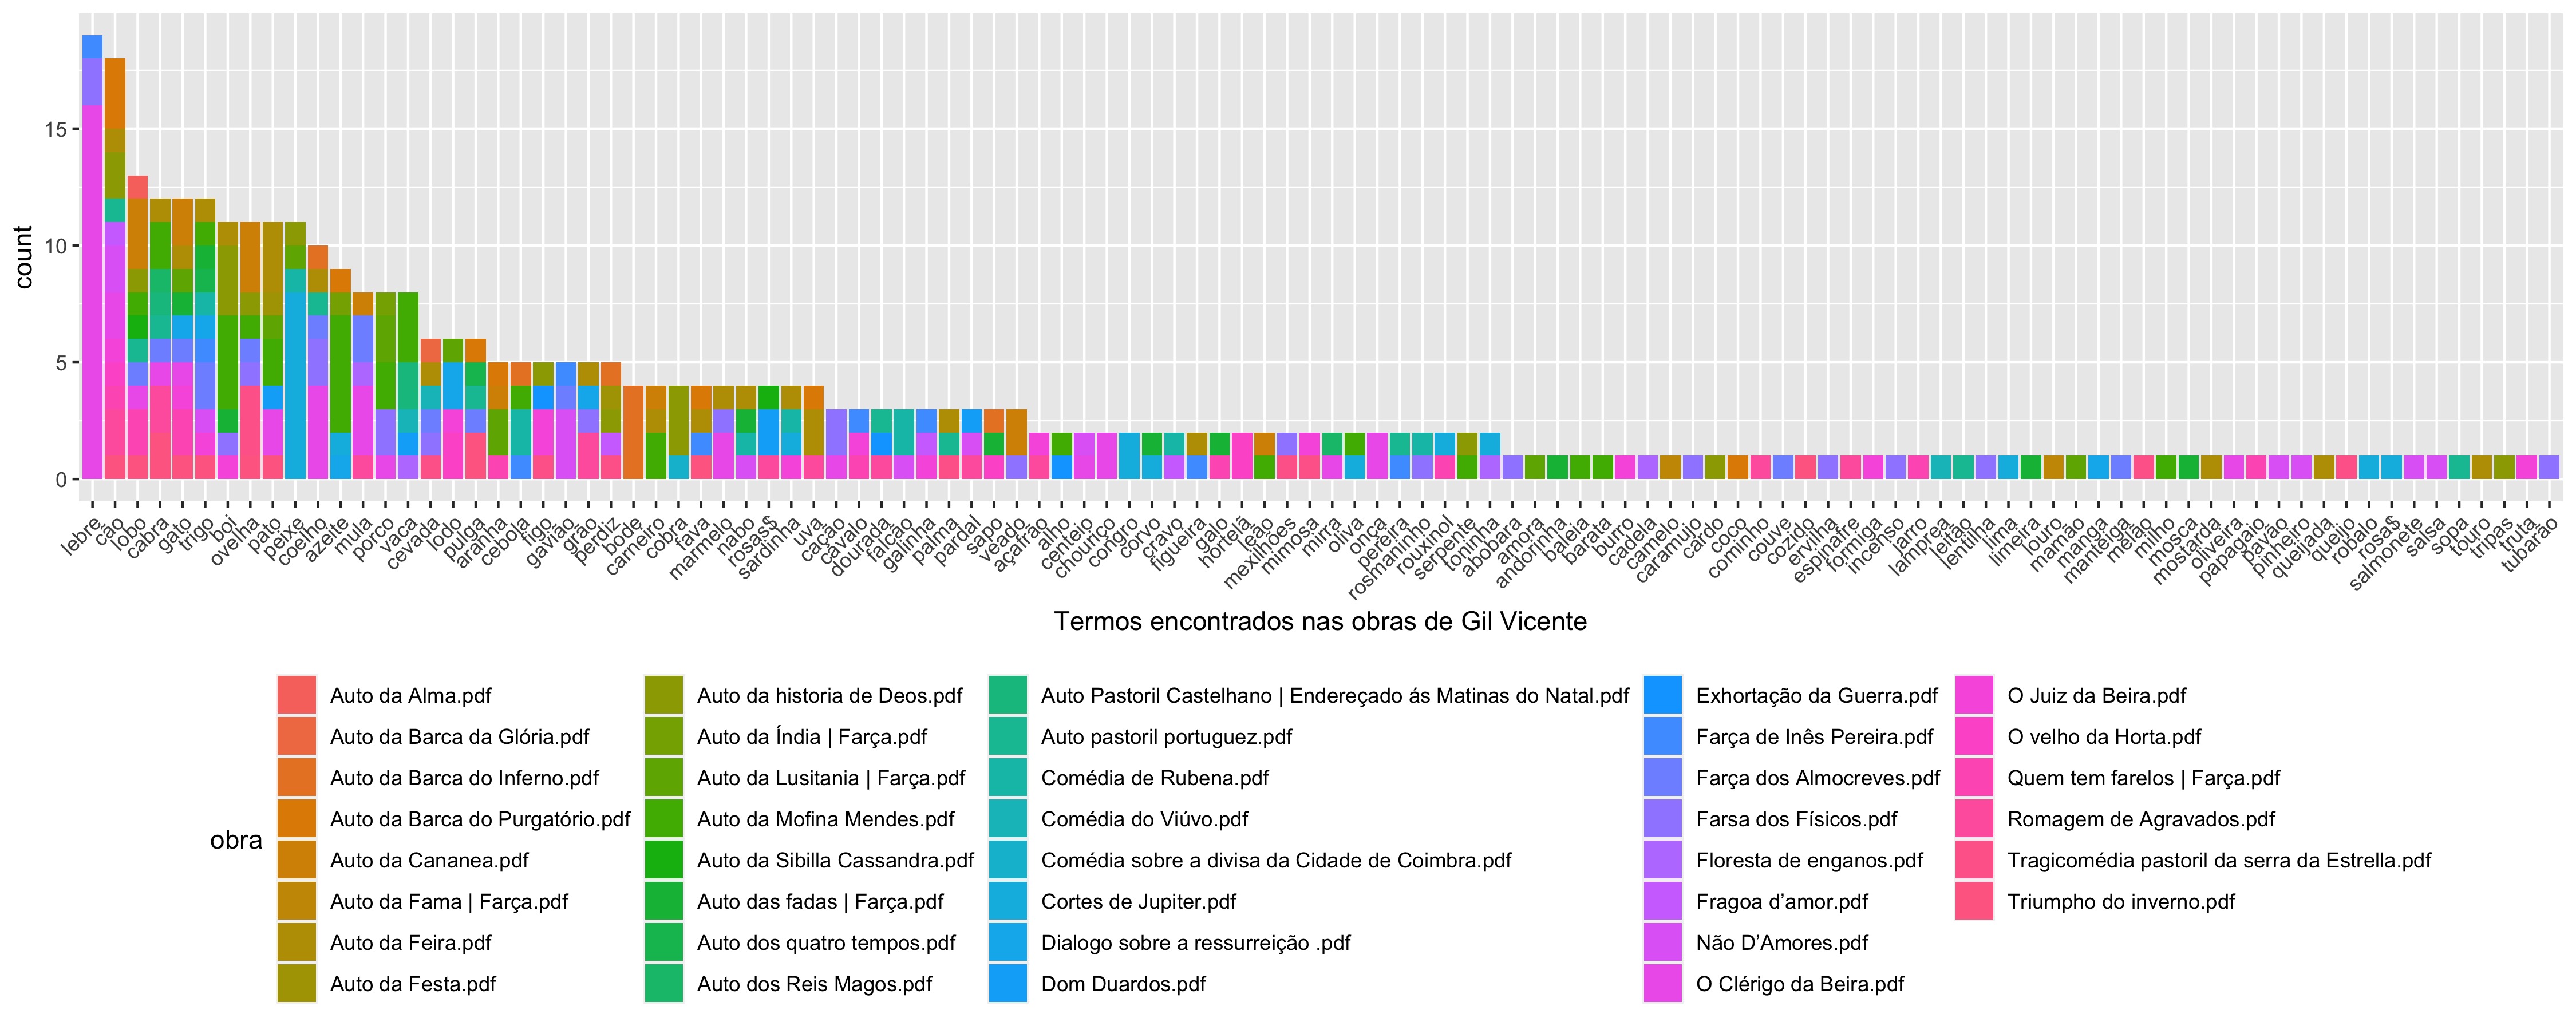 count
15
10
5
0
lebre
cão
lobo
cabra
gato
trigo
boi
ovelha
pato
peixe
coelho
azeite
mula
porco
vaca
cevada
lodo
pulga
aranha
cebola
figo
gavião
grão
perdiz
bode
carneiro
cobra
fava
marmelo
nabo
rosas$
sardinha
uva
cação
cavalo
dourada
falcão
galinha
palma
pardal
sapo
veado
açafrão
alho
centeio
chouriço
congro
corvo
cravo
figueira
galo
hortelã
leão
mexilhões
mimosa
mirra
oliva
onça
pereira
rosmaninho
rouxinol
serpente
toninha
abobara
amora
andorinha
baleia
barata
burro
cadela
camelo
caramujo
cardo
coco
cominho
couve
cozido
ervilha
espinafre
formiga
incenso
jarro
lamprea
leitão
lentilha
lima
limeira
louro
mamão
manga
manteiga
melão
milho
mosca
mostarda
oliveira
papagaio
pavão
pinheiro
queijada
queijo
robalo
rosa$
salmonete
salsa
sopa
touro
tripas
truta
tubarão
Termos encontrados nas obras de Gil Vicente
obra
Auto da Alma.pdf
Auto da Barca da Glória.pdf
Auto da Barca do Inferno.pdf
Auto da Barca do Purgatório.pdf
Auto da Cananea.pdf
Auto da Fama | Farça.pdf
Auto da Feira.pdf
Auto da Festa.pdf
Auto da historia de Deos.pdf
Auto da Índia | Farça.pdf
Auto da Lusitania | Farça.pdf
Auto da Mofina Mendes.pdf
Auto da Sibilla Cassandra.pdf
Auto das fadas | Farça.pdf
Auto dos quatro tempos.pdf
Auto dos Reis Magos.pdf
Auto Pastoril Castelhano | Endereçado ás Matinas do Natal.pdf
Auto pastoril portuguez.pdf
Comédia de Rubena.pdf
Comédia do Viúvo.pdf
Comédia sobre a divisa da Cidade de Coimbra.pdf
Cortes de Jupiter.pdf
Dialogo sobre a ressurreição .pdf
Dom Duardos.pdf
Exhortação da Guerra.pdf
Farça de Inês Pereira.pdf
Farça dos Almocreves.pdf
Farsa dos Físicos.pdf
Floresta de enganos.pdf
Fragoa d’amor.pdf
Não D’Amores.pdf
O Clérigo da Beira.pdf
O Juiz da Beira.pdf
O velho da Horta.pdf
Quem tem farelos | Farça.pdf
Romagem de Agravados.pdf
Tragicomédia pastoril da serra da Estrella.pdf
Triumpho do inverno.pdf